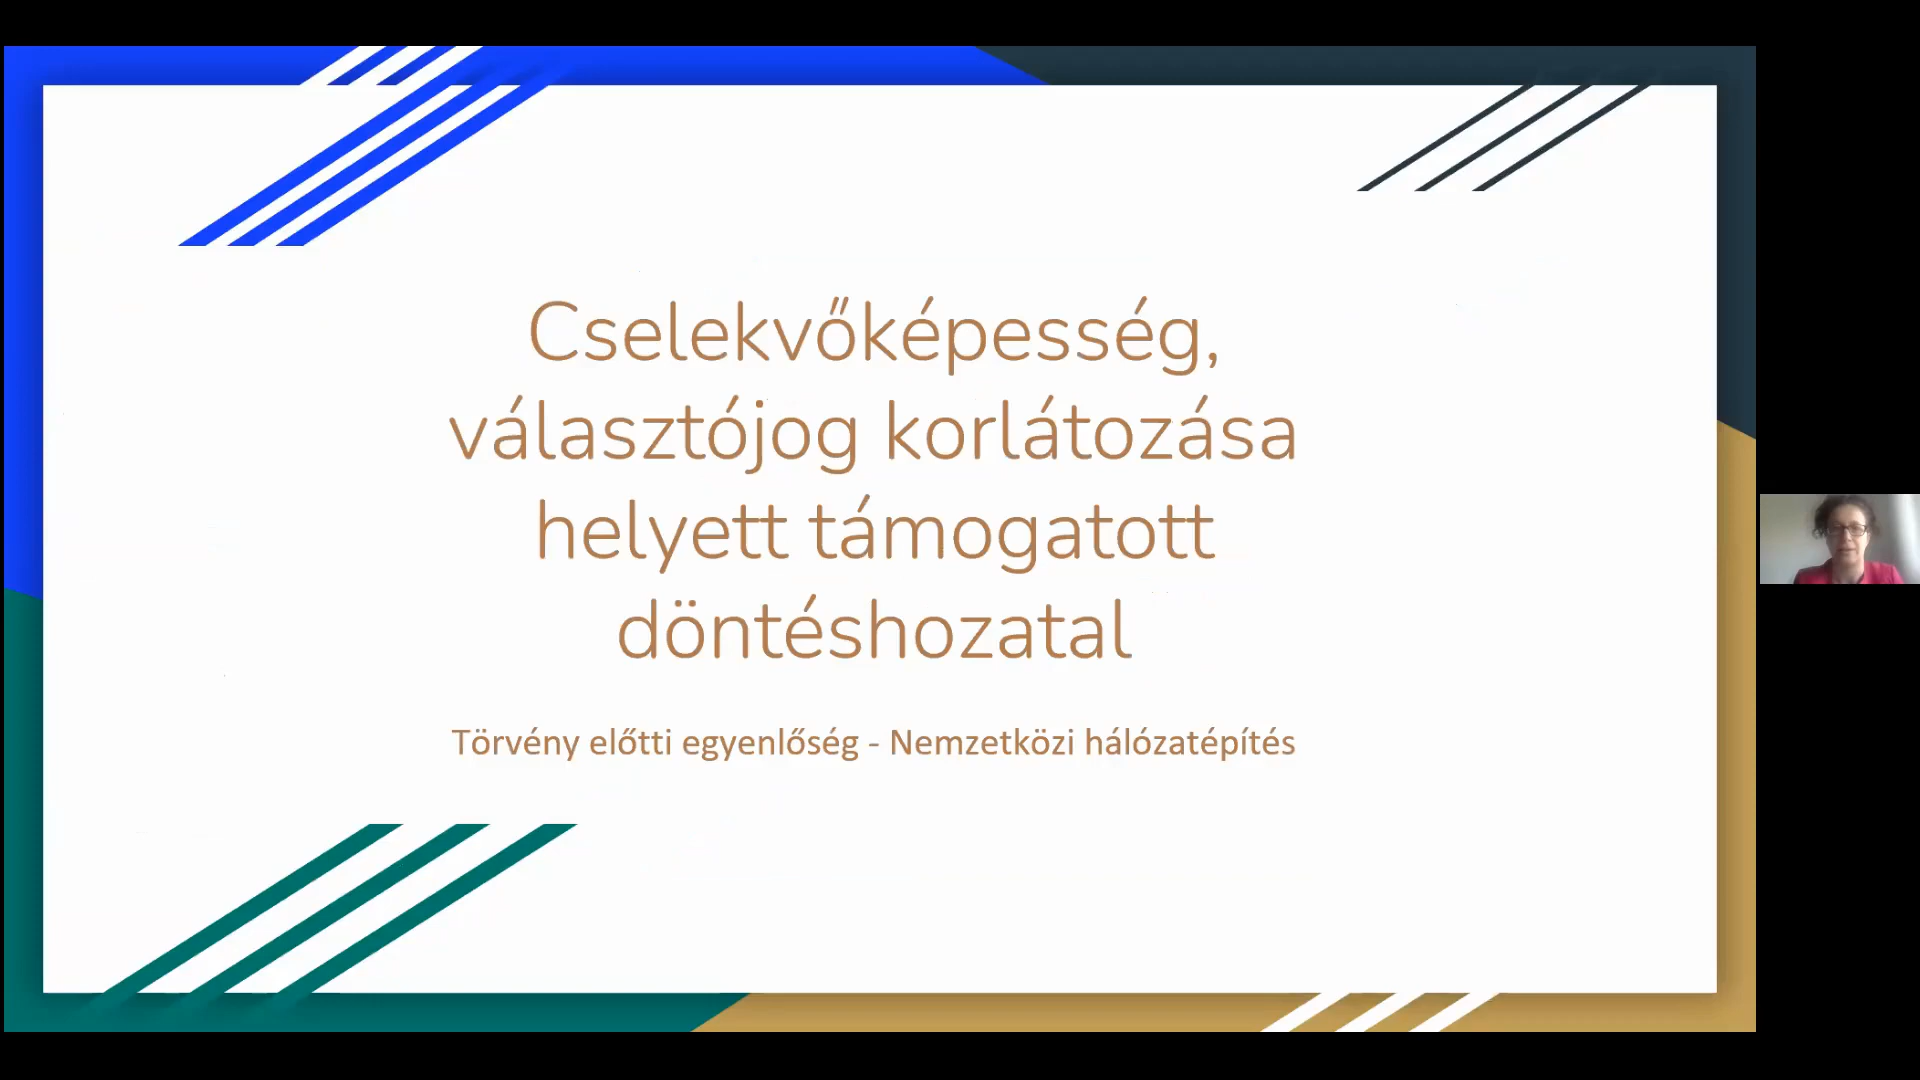 Cselekvőképesség,
választójog korlátozása
helyett támogatott
döntéshozatal
Törvény előtti egyenlőség - Nemzetközi hálózatépítés